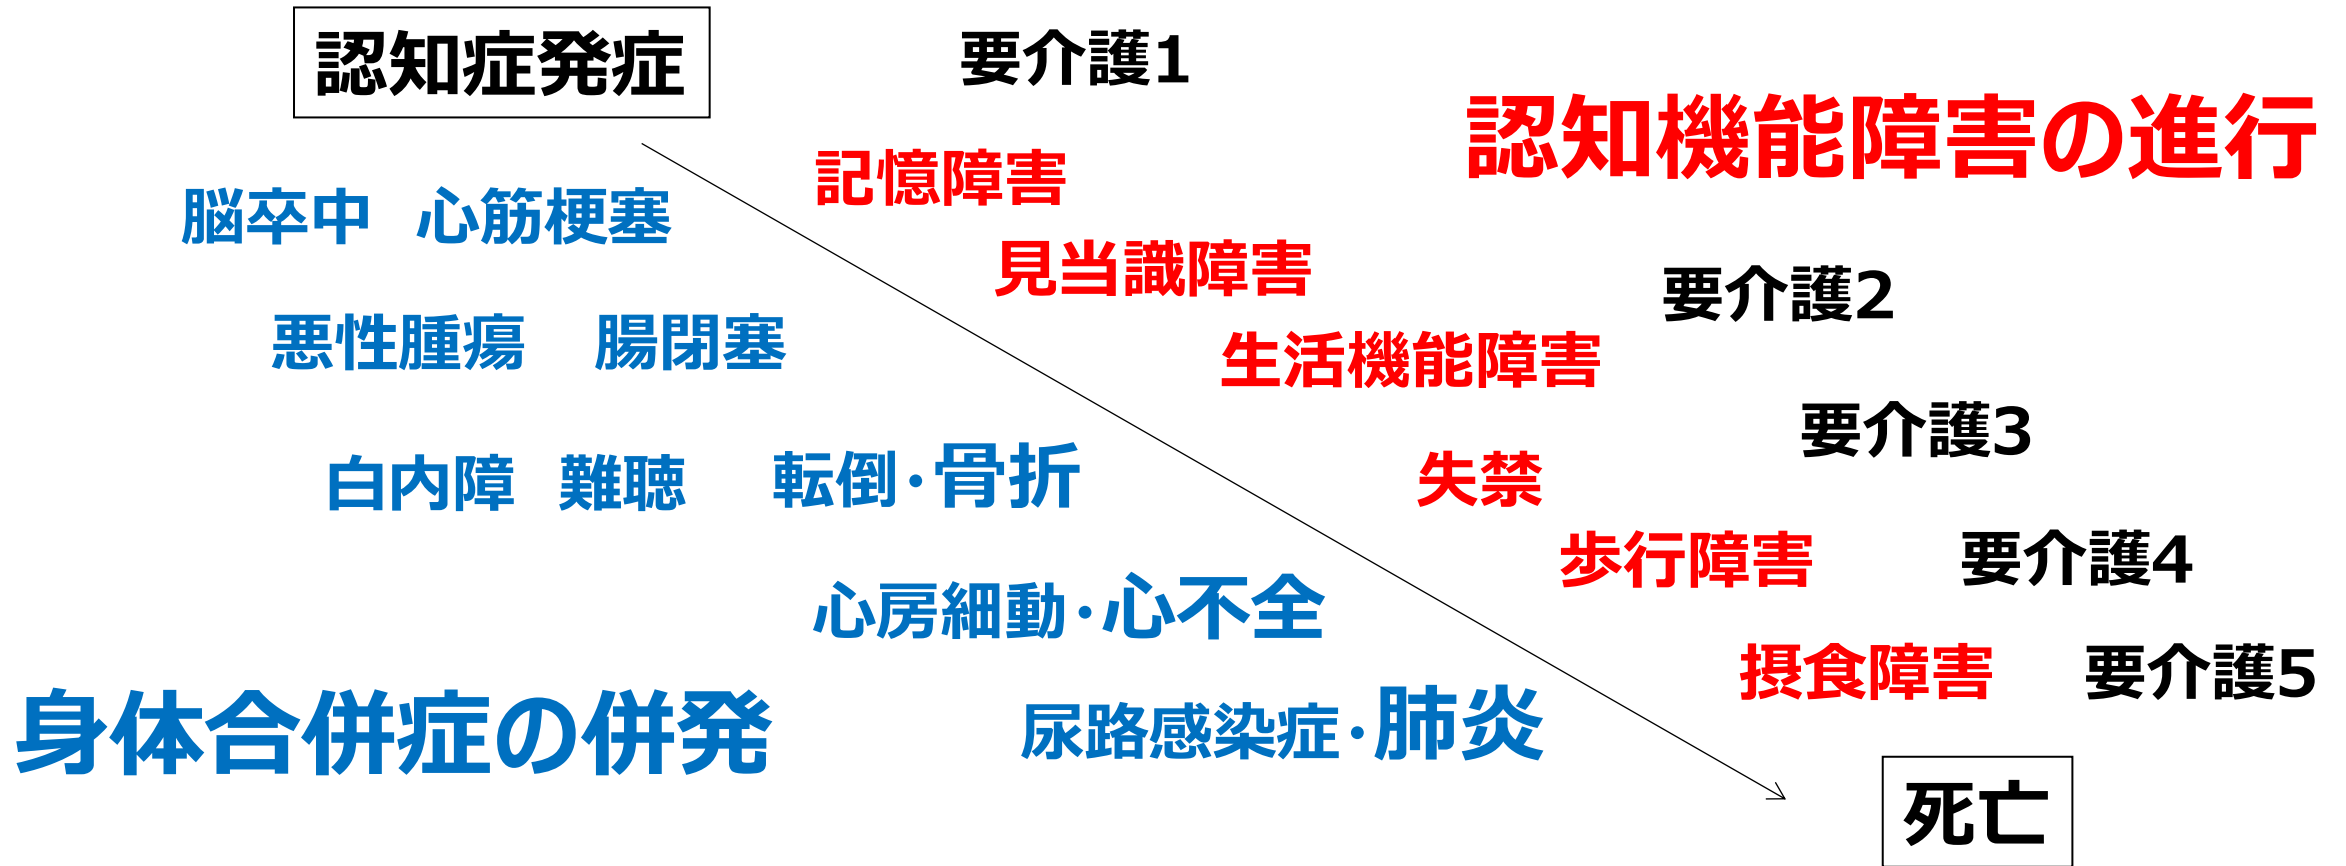 認知症発症
要介護1
認知機能障害の進行
記憶障害
脳卒中 心筋梗塞
見当識障害
要介護2
悪性腫瘍 腸閉塞
生活機能障害
要介護3
白内障 難聴 転倒・骨折
失禁
歩行障害
要介護4
心房細動・心不全
摂食障害
要介護5
身体合併症の併発
尿路感染症・肺炎
死亡